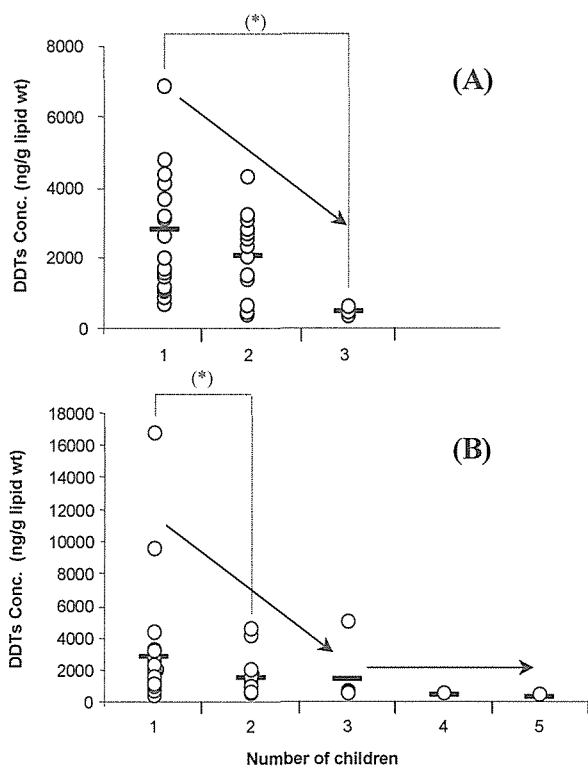 (*)
(A)
8000
6000
4000
2000
0
DDTs Conc. (ng/g lipid wt)
1 2 3
(*)
(B)
18000
16000
14000
12000
10000
8000
6000
4000
2000
0
DDTs Conc. (ng/g lipid wt)
1 2 3 4 5
Number of children